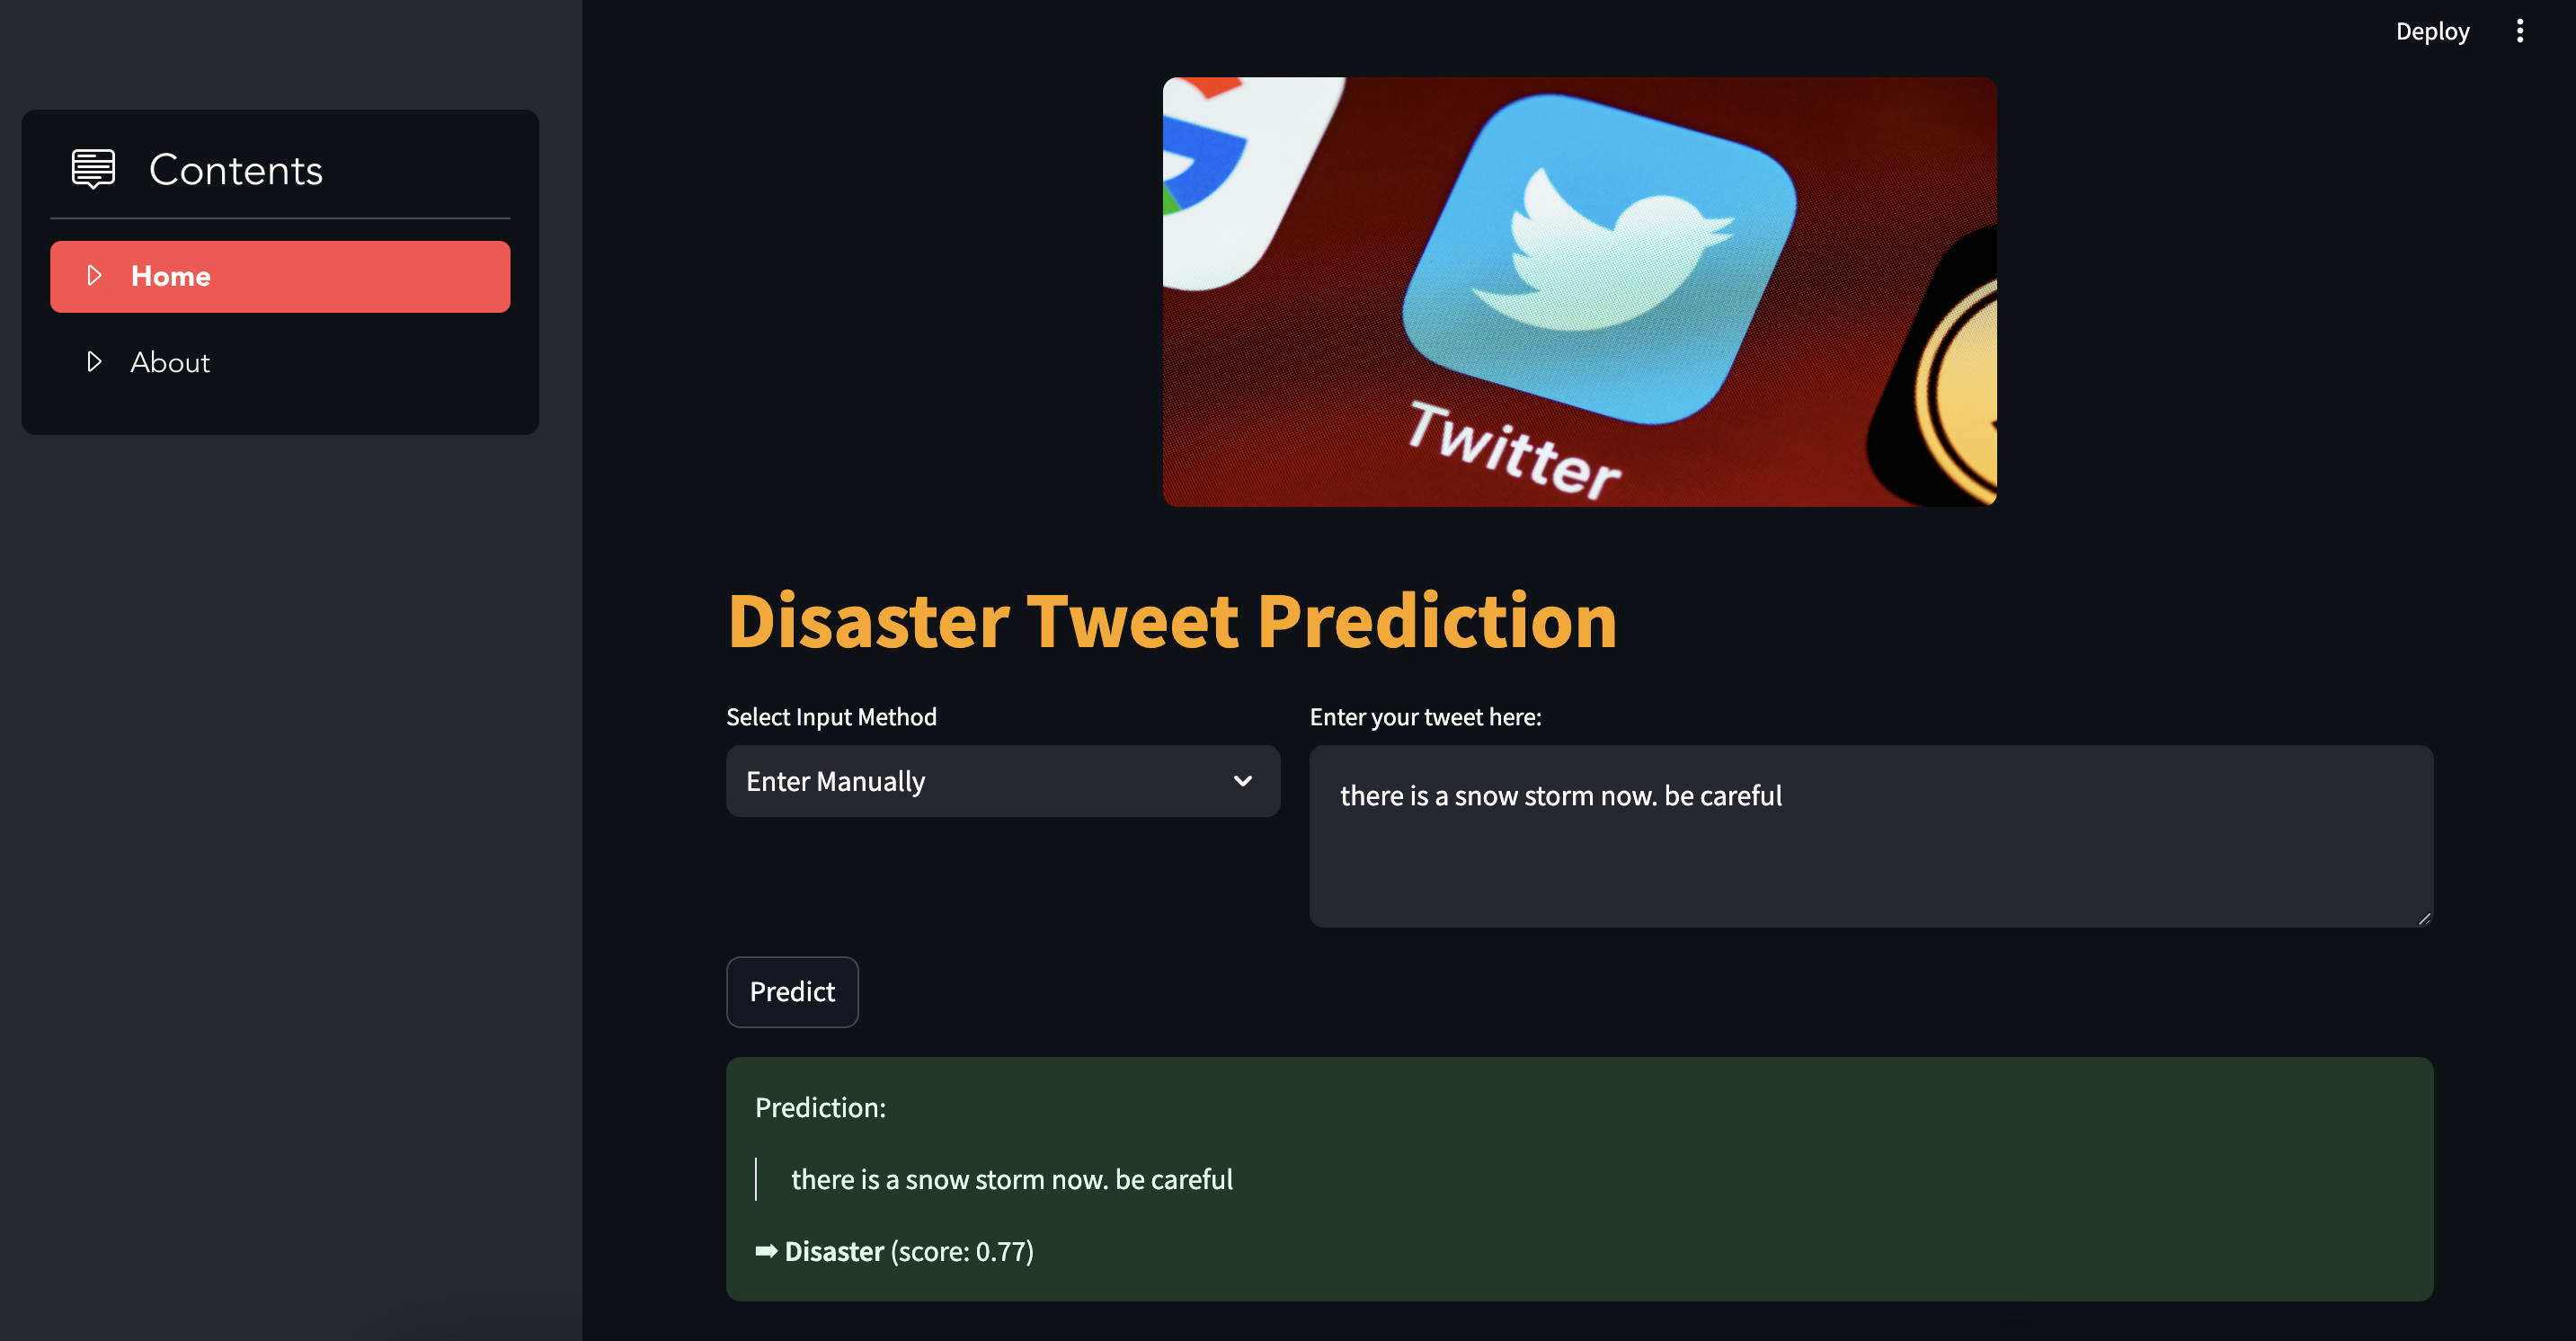 Deploy
Contents
Home
About
Twitter
Disaster Tweet Prediction
Select Input Method
Enter your tweet here:
Enter Manually
there is a snow storm now. be careful
Predict
Prediction:
there is a snow storm now. be careful
➡ Disaster (score: 0.77)